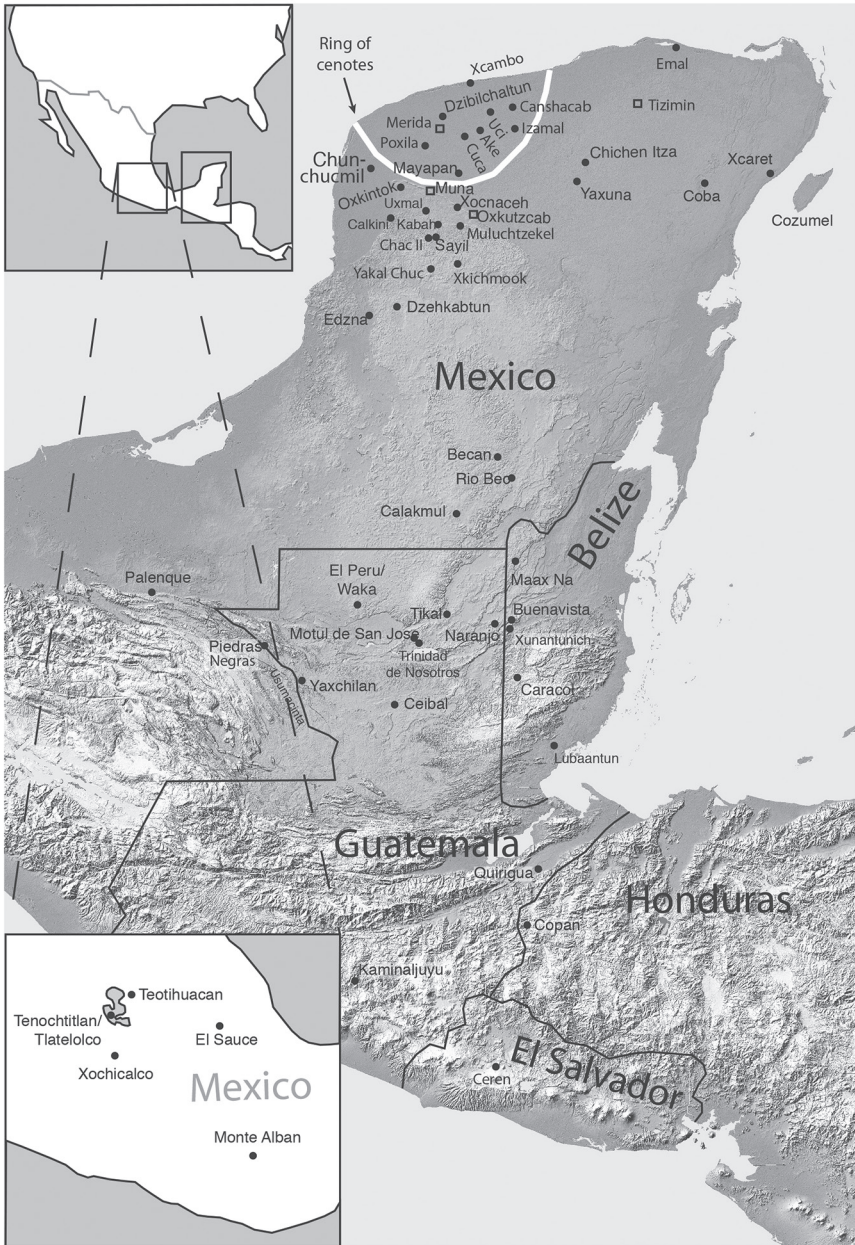 Ring of
cenotes
Xcambo
Emal
Dzibilchaltun
Canshacab
Tizimin
Merida
Uci
Izamal
Ake
Poxila
Cuca
Chichen Itza
Chun-
chucmil
Mayapan
Xcaret
Oxkintok
Muna
Yaxuna
Coba
Uxmal
Xocnaceh
Cozumel
Oxkutzcab
Calkini
Kabah
Muluchtzekel
Chac II
Sayil
Yakal Chuc
Xkichmook
Dzehkabtun
Edzna
Mexico
Becan
Rio Bec
Calakmul
Belize
El Peru/
Waka
Maax Na
Palenque
Tikal
Buenavista
Motul de San Jose
Naranjo
Xunantunich
Piedras
Negras
Trinidad
de Nosotros
Usumacinta
Yaxchilan
Caracol
Ceibal
Lubaantun
Guatemala
Quirigua
Honduras
Copan
Kaminaljuyu
El Salvador
Ceren
Teotihuacan
Tenochtitlan/
Tlatelolco
El Sauce
Xochicalco
Mexico
Monte Alban